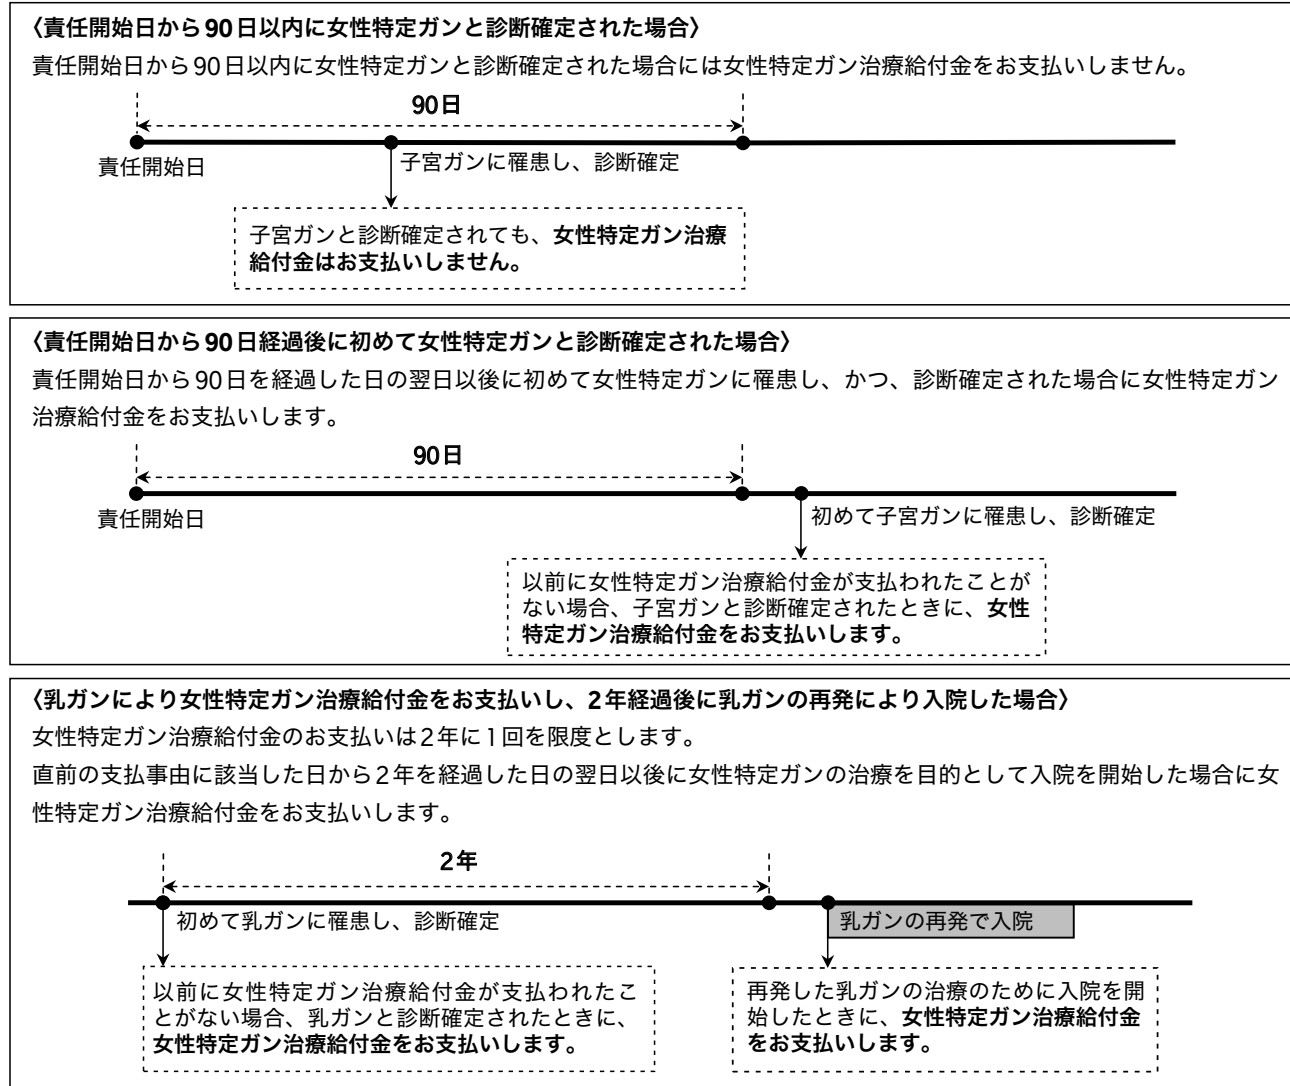 〈責任開始日から90日以内に女性特定ガンと診断確定された場合〉
責任開始日から90日以内に女性特定ガンと診断確定された場合には女性特定ガン治療給付金をお支払いしません。
90日
責任開始日
子宮ガンに罹患し、診断確定
子宮ガンと診断確定されても、女性特定ガン治療
給付金はお支払いしません。
〈責任開始日から90日経過後に初めて女性特定ガンと診断確定された場合〉
責任開始日から90日を経過した日の翌日以後に初めて女性特定ガンに罹患し、かつ、診断確定された場合に女性特定ガン
治療給付金をお支払いします。
90日
責任開始日
初めて子宮ガンに罹患し、診断確定
以前に女性特定ガン治療給付金が支払われたことが
ない場合、子宮ガンと診断確定されたときに、女性
特定ガン治療給付金をお支払いします。
〈乳ガンにより女性特定ガン治療給付金をお支払いし、2年経過後に乳ガンの再発により入院した場合〉
女性特定ガン治療給付金のお支払いは2年に1回を限度とします。
直前の支払事由に該当した日から2年を経過した日の翌日以後に女性特定ガンの治療を目的として入院を開始した場合に女
性特定ガン治療給付金をお支払いします。
2年
初めて乳ガンに罹患し、診断確定
乳ガンの再発で入院
以前に女性特定ガン治療給付金が支払われたこ
とがない場合、乳ガンと診断確定されたときに、
女性特定ガン治療給付金をお支払いします。
再発した乳ガンの治療のために入院を開
始したときに、女性特定ガン治療給付金
をお支払いします。